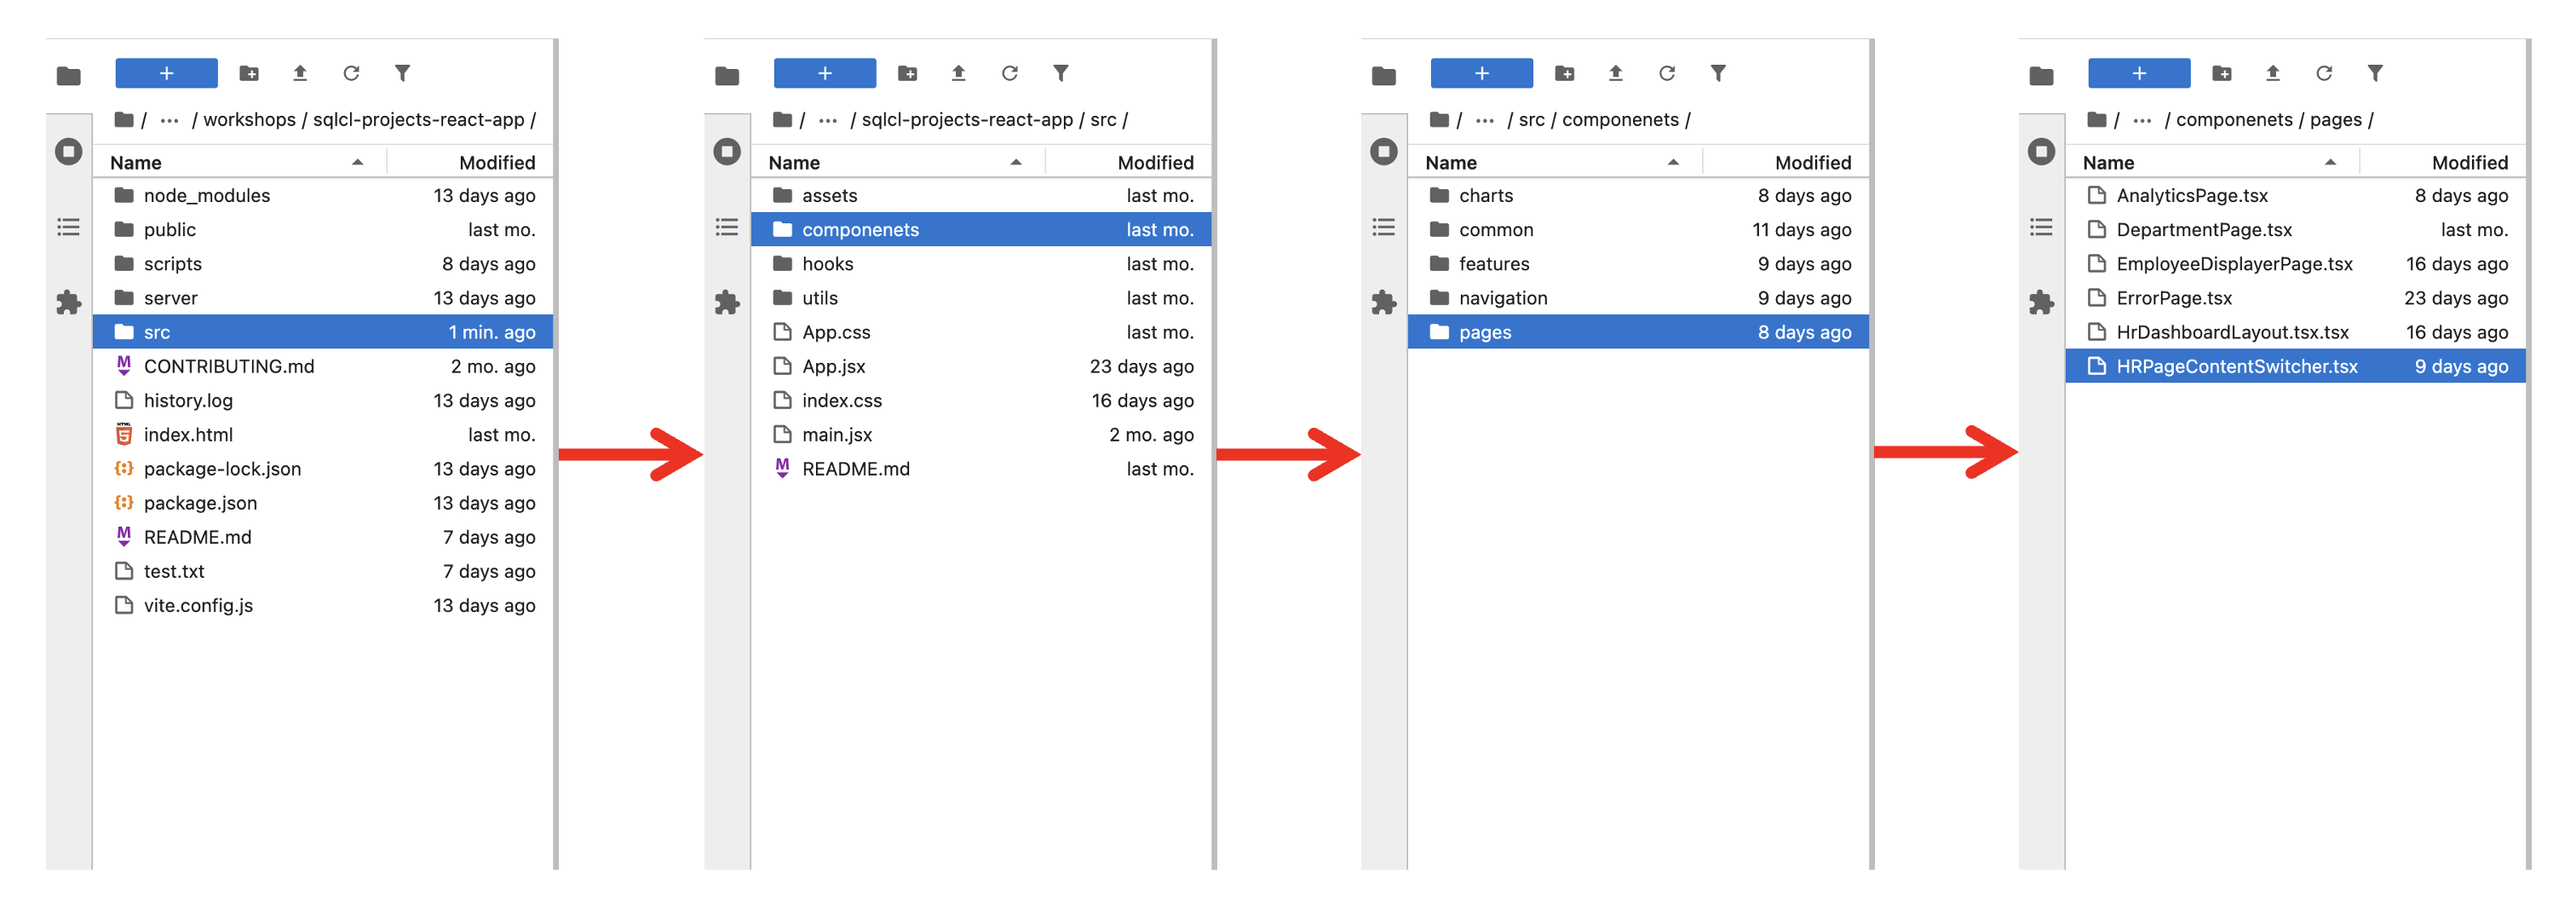 +
/ ··· / workshops / sqlcl-projects-react-app /
Name Modified
node_modules 13 days ago
public last mo.
scripts 8 days ago
server 13 days ago
src 1 min. ago
CONTRIBUTING.md 2 mo. ago
history.log 13 days ago
index.html last mo.
package-lock.json 13 days ago
package.json 13 days ago
README.md 7 days ago
test.txt 7 days ago
vite.config.js 13 days ago
+
/ ··· / sqlcl-projects-react-app / src /
Name Modified
assets last mo.
componenets last mo.
hooks last mo.
utils last mo.
App.css last mo.
App.jsx 23 days ago
index.css 16 days ago
main.jsx 2 mo. ago
README.md last mo.
+
/ ··· / src / componenets /
Name Modified
charts 8 days ago
common 11 days ago
features 9 days ago
navigation 9 days ago
pages 8 days ago
+
/ ··· / componenets / pages /
Name Modified
AnalyticsPage.tsx 8 days ago
DepartmentPage.tsx last mo.
EmployeeDisplayerPage.tsx 16 days ago
ErrorPage.tsx 23 days ago
HrDashboardLayout.tsx.tsx 16 days ago
HRPageContentSwitcher.tsx 9 days ago